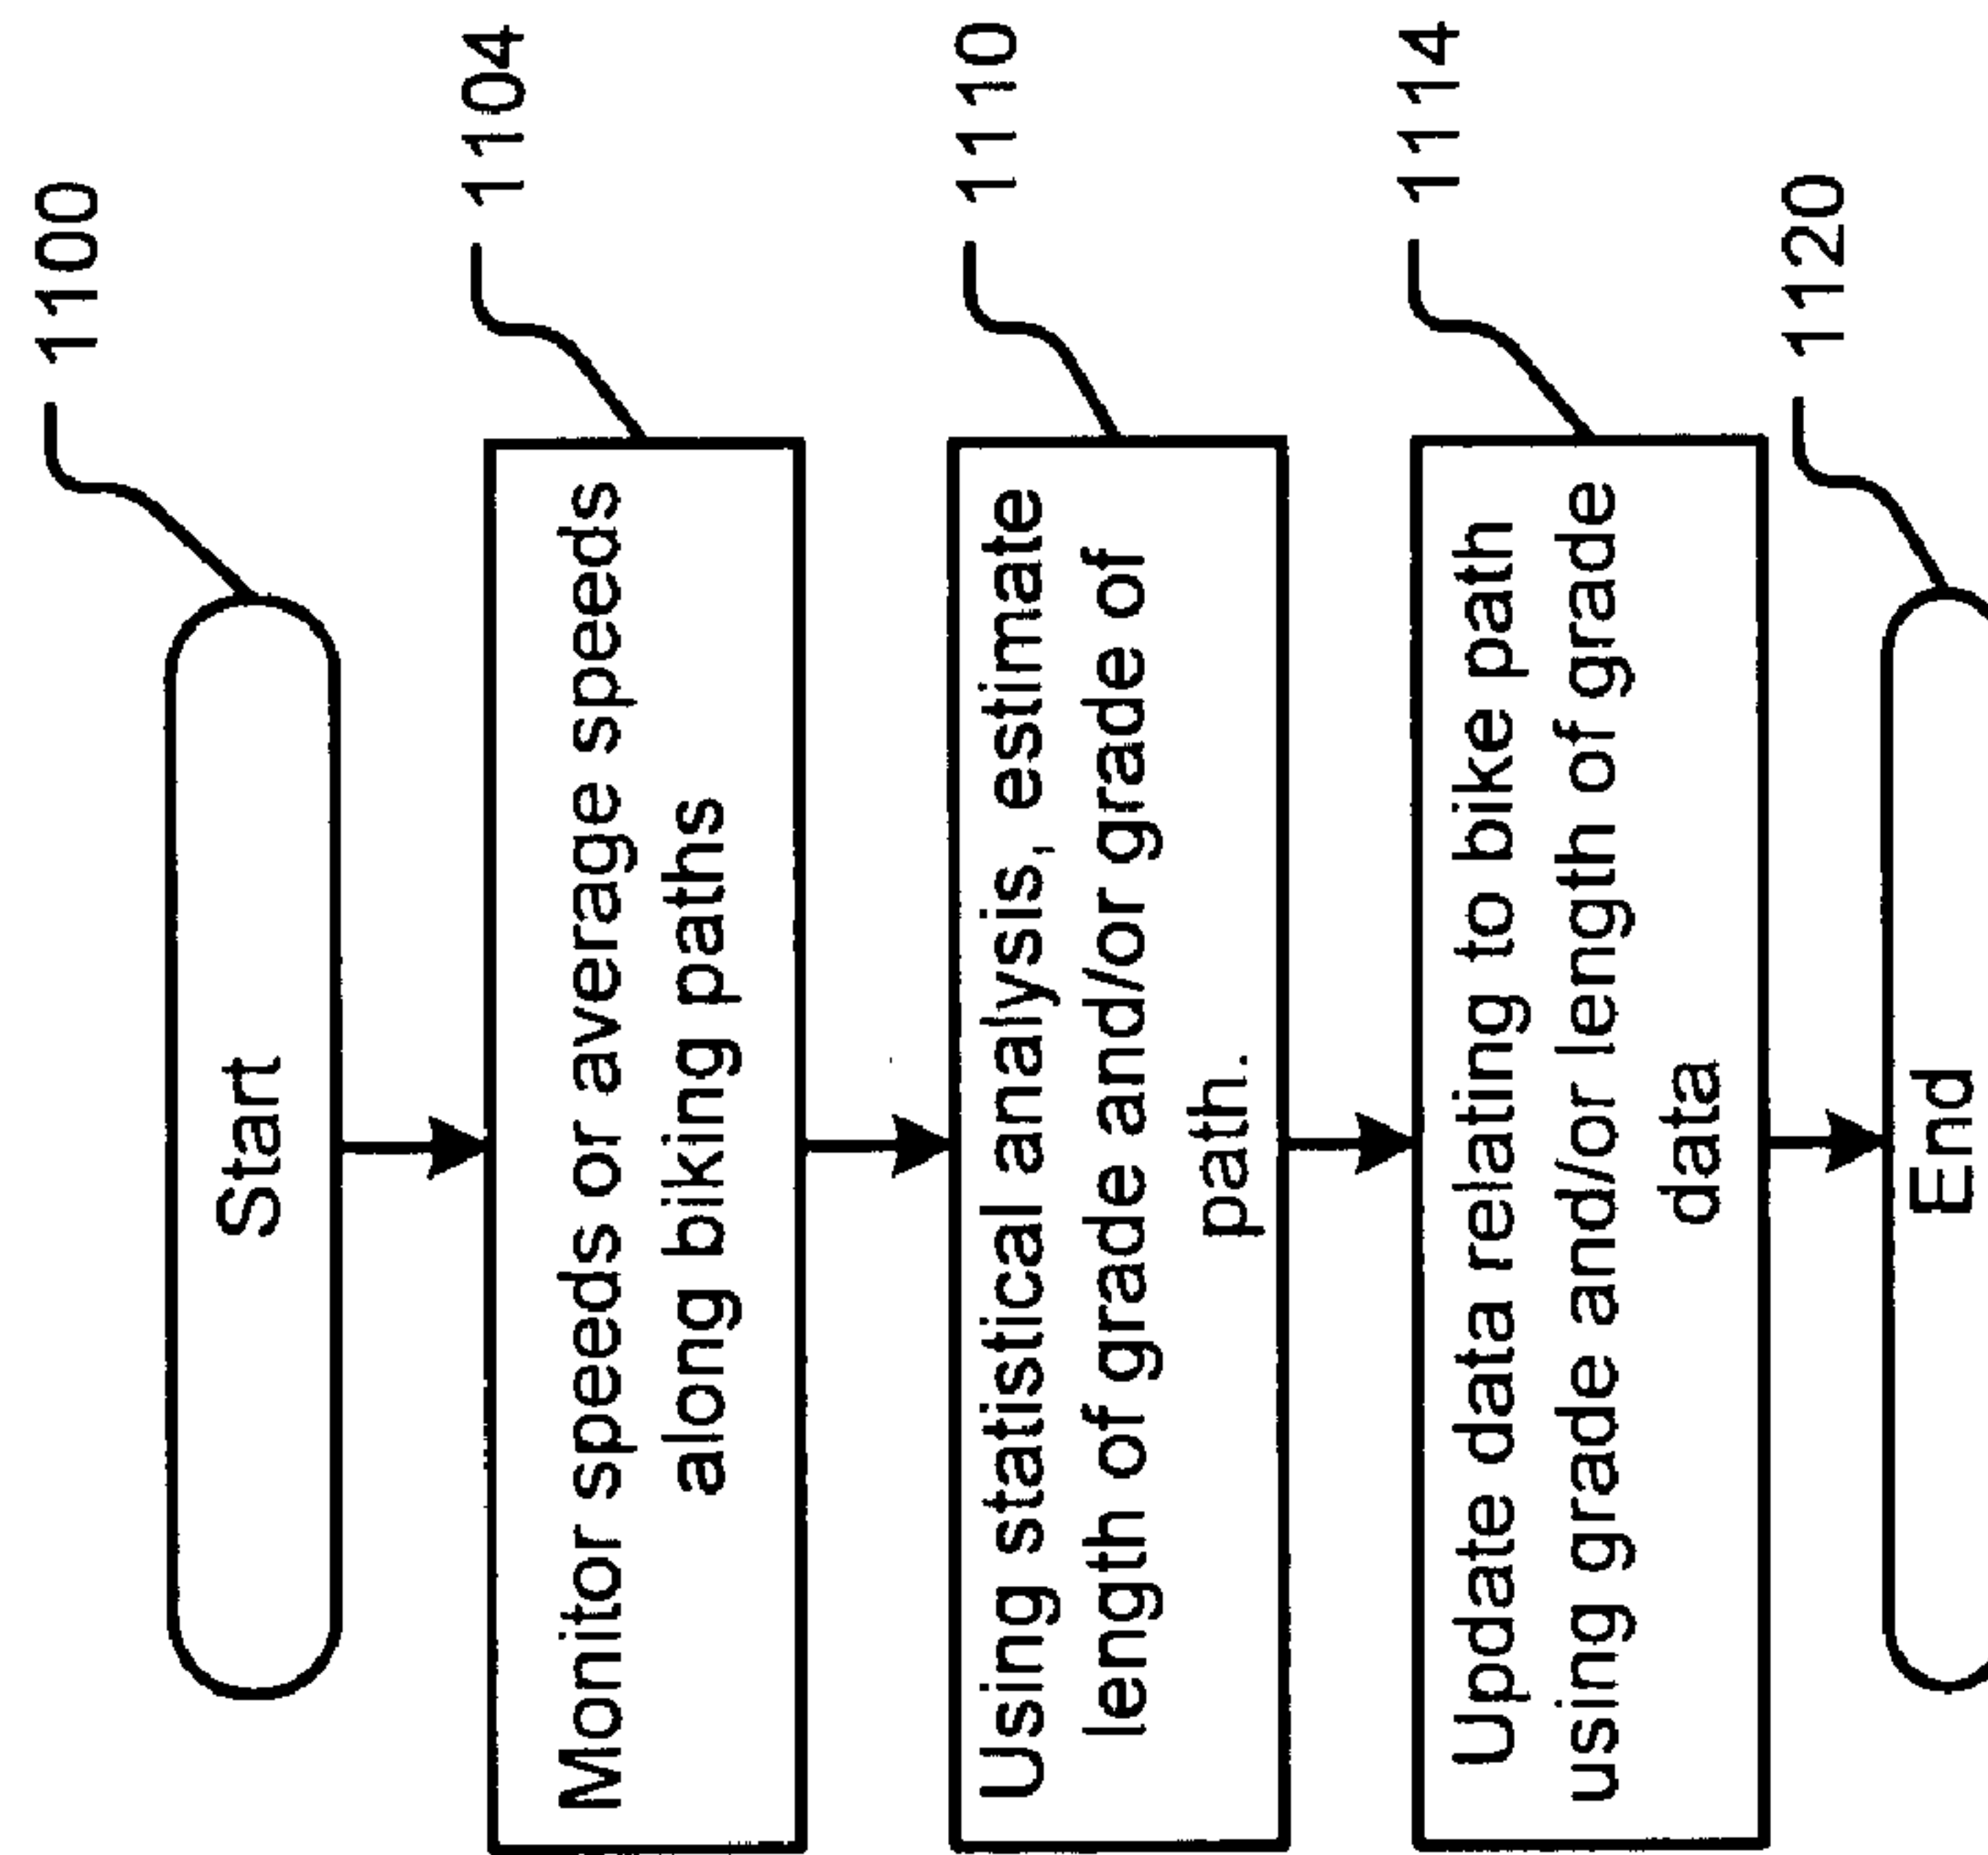 1100
Start
1104
Monitor speeds or average speeds
along biking paths
1110
Using statistical analysis, estimate
length of grade and/or grade of
path.
1114
Update data relating to bike path
using grade and/or length of grade
data
1120
End